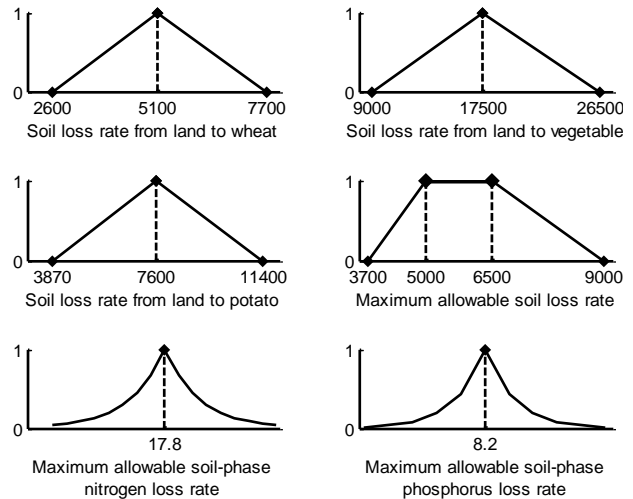 1
0
2600 5100 7700
Soil loss rate from land to wheat
1
0
9000 17500 26500
Soil loss rate from land to vegetable
1
0
3870 7600 11400
Soil loss rate from land to potato
1
0
3700 5000 6500 9000
Maximum allowable soil loss rate
1
0
17.8
Maximum allowable soil-phase
nitrogen loss rate
1
0
8.2
Maximum allowable soil-phase
phosphorus loss rate